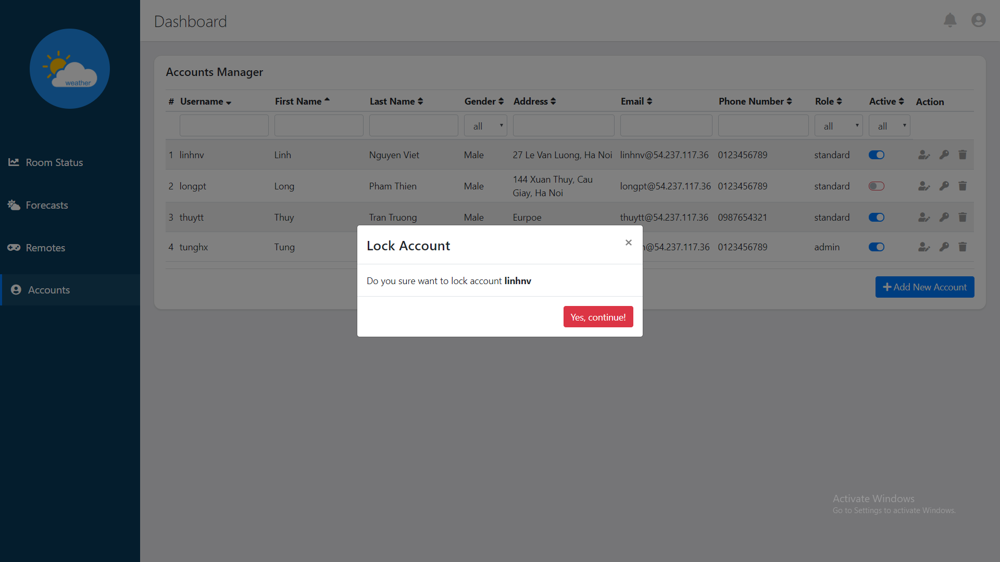 Dashboard
weather
Room Status
Forecasts
Remotes
Accounts
Accounts Manager
# Username First Name Last Name Gender Address Email Phone Number Role Active Action
all all all
1 linhnv Linh Nguyen Viet Male 27 Le Van Luong, Ha Noi linhnv@54.237.117.36 0123456789 standard
2 longpt Long Pham Thien Male 144 Xuan Thuy, Cau Giay, Ha Noi longpt@54.237.117.36 0123456789 standard
3 thuytt Thuy Tran Truong Male Eurpoe thuytt@54.237.117.36 0987654321 standard
4 tunghx Tung @54.237.117.36 0123456789 admin
Add New Account
Lock Account
×
Do you sure want to lock account linhnv
Yes, continue!
Activate Windows
Go to Settings to activate Windows.